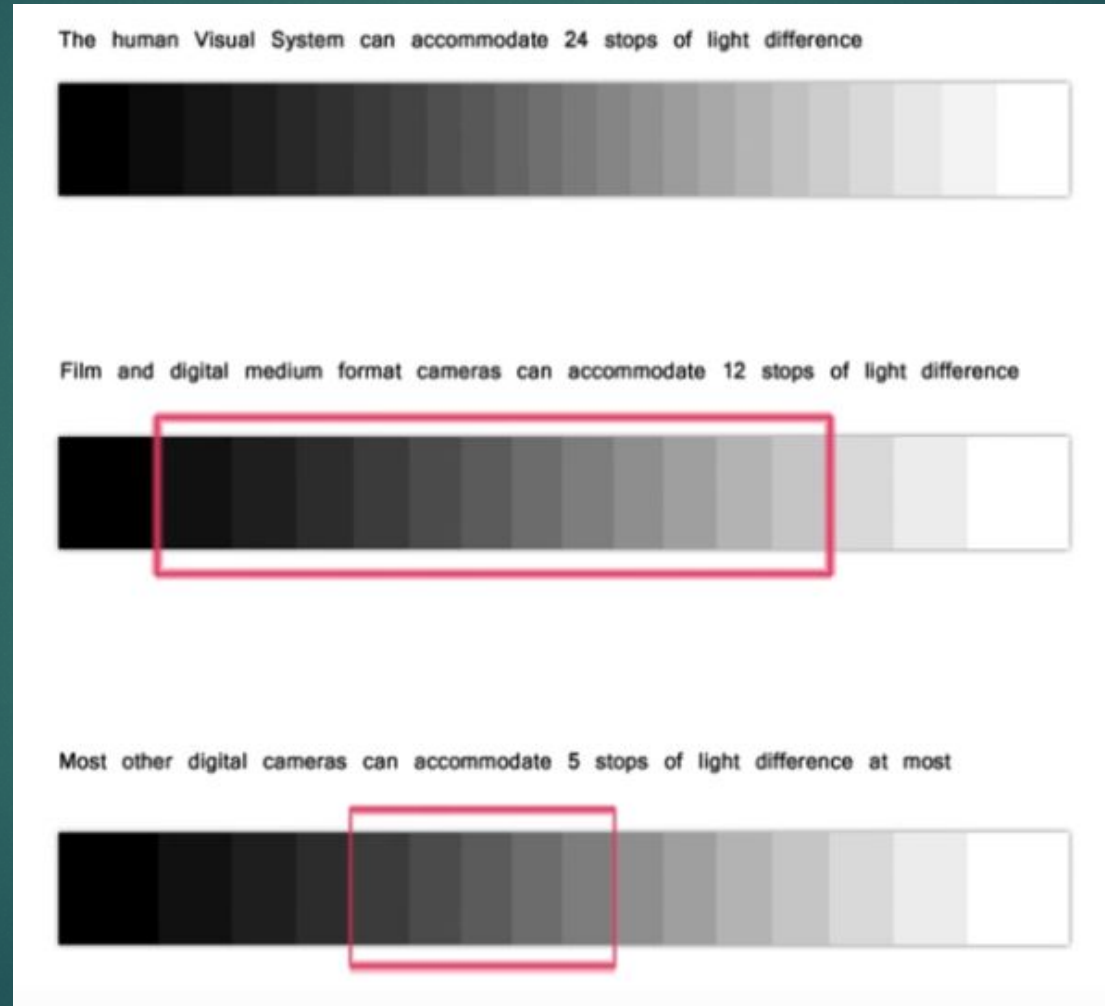 The human Visual System can accommodate 24 stops of light difference
Film and digital medium format cameras can accommodate 12 stops of light difference
Most other digital cameras can accommodate 5 stops of light difference at most